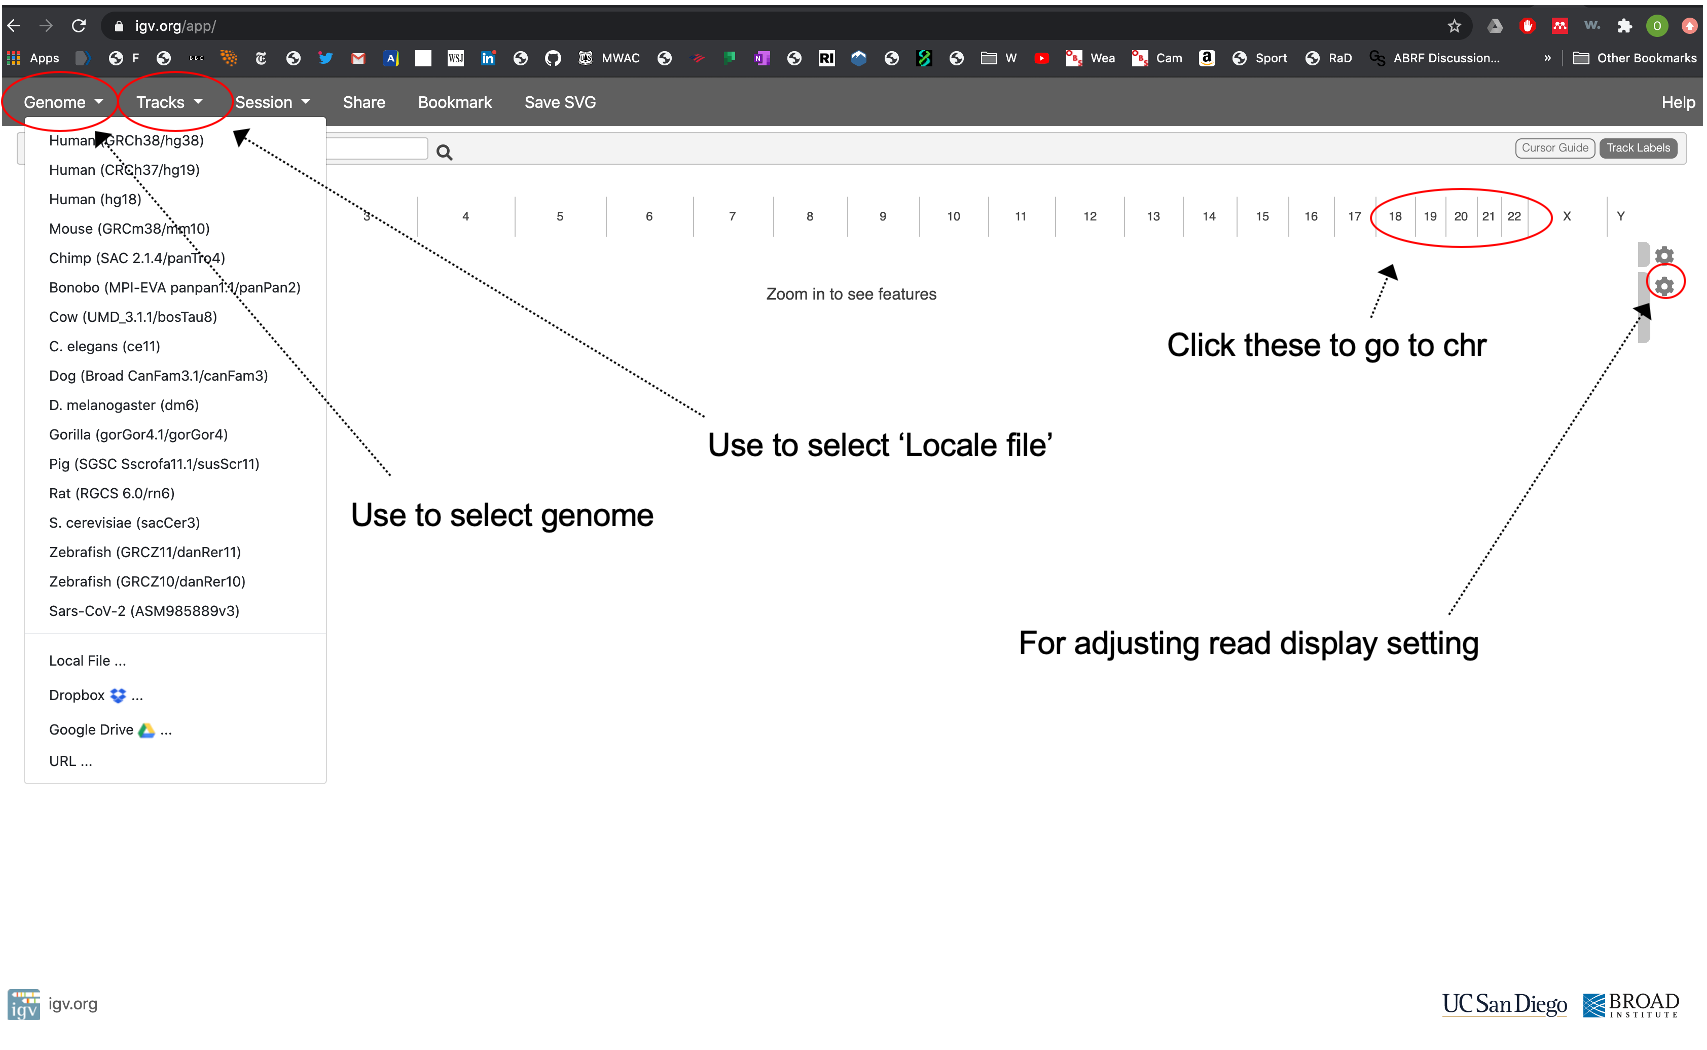 igv.org/app/
O
Apps
F
WSJ
in
MWAC
RI
W
Wea
a
Cam
Sport
RaD
ABRF Discussion...
»
Other Bookmarks
Genome
Tracks
Session
Share
Bookmark
Save SVG
Help
Human (GRCh38/hg38)
Human (CRCh37/hg19)
Human (hg18)
Mouse (GRCm38/mm10)
Chimp (SAC 2.1.4/panTro4)
Bonobo (MPI-EVA panpan1.1/panPan2)
Cow (UMD_3.1.1/bosTau8)
C. elegans (ce11)
Dog (Broad CanFam3.1/canFam3)
D. melanogaster (dm6)
Gorilla (gorGor4.1/gorGor4)
Pig (SGSC Sscrofa11.1/susScr11)
Rat (RGCS 6.0/rn6)
S. cerevisiae (sacCer3)
Zebrafish (GRCZ11/danRer11)
Zebrafish (GRCZ10/danRer10)
Sars-CoV-2 (ASM985889v3)
Local File ...
Dropbox ...
Google Drive ...
URL ...
Cursor Guide
Track Labels
3 4 5 6 7 8 9 10 11 12 13 14 15 16 17 18 19 20 21 22 X Y
Zoom in to see features
Click these to go to chr
Use to select ‘Locale file’
Use to select genome
For adjusting read display setting
igv
igv.org
UC San Diego
BROAD
INSTITUTE